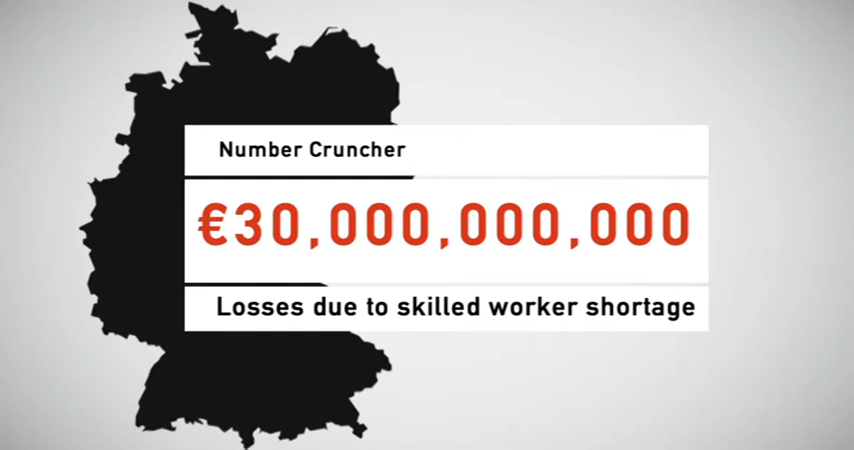 Number Cruncher
€30,000,000,000
Losses due to skilled worker shortage